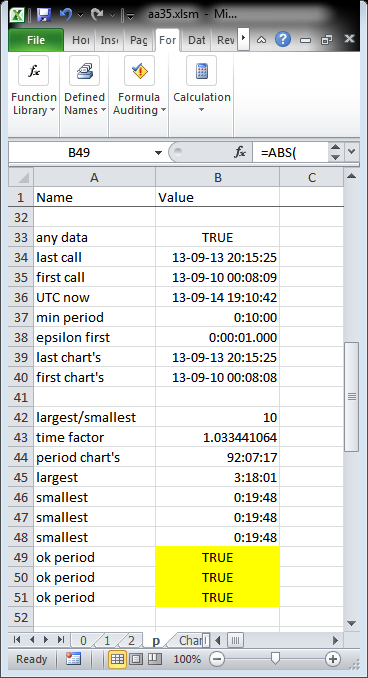 aa35.xlsm - Mi...
File Hor Inse Pag For Dat Rev
Function Library
Defined Names
Formula Auditing
Calculation
B49 fx =ABS(
A B C
1 Name Value
32
33 any data TRUE
34 last call 13-09-13 20:15:25
35 first call 13-09-10 00:08:09
36 UTC now 13-09-14 19:10:42
37 min period 0:10:00
38 epsilon first 0:00:01.000
39 last chart's 13-09-13 20:15:25
40 first chart's 13-09-10 00:08:08
41
42 largest/smallest 10
43 time factor 1.033441064
44 period chart's 92:07:17
45 largest 3:18:01
46 smallest 0:19:48
47 smallest 0:19:48
48 smallest 0:19:48
49 ok period TRUE
50 ok period TRUE
51 ok period TRUE
52
0 1 2 p Chart
Ready 100%